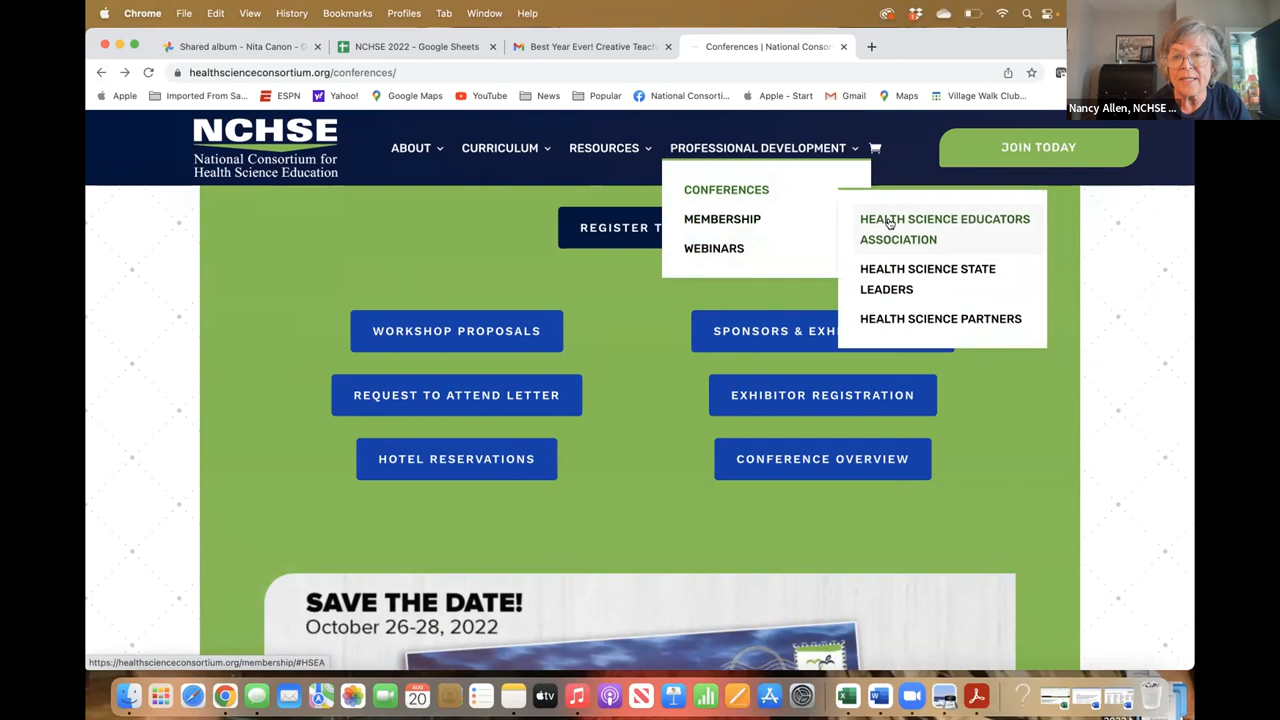 Chrome File Edit View History Bookmarks Profiles Tab Window Help
Shared album - Nita Canon - G
NCHSE 2022 - Google Sheets
Best Year Ever! Creative Teach
Conferences | National Consor
healthscienceconsortium.org/conferences/
Apple Imported From Sa... ESPN Yahoo! Google Maps YouTube News Popular National Consorti... Apple - Start Gmail Maps Village Walk Club...
Nancy Allen, NCHSE ...
NCHSE
National Consortium for
Health Science Education
ABOUT CURRICULUM RESOURCES PROFESSIONAL DEVELOPMENT
JOIN TODAY
CONFERENCES
MEMBERSHIP
WEBINARS
HEALTH SCIENCE EDUCATORS
ASSOCIATION
HEALTH SCIENCE STATE
LEADERS
HEALTH SCIENCE PARTNERS
REGISTER T
WORKSHOP PROPOSALS
SPONSORS & EXH
REQUEST TO ATTEND LETTER
EXHIBITOR REGISTRATION
HOTEL RESERVATIONS
CONFERENCE OVERVIEW
SAVE THE DATE!
October 26-28, 2022
https://healthscienceconsortium.org/membership/#HSEA
AUG
20
tv